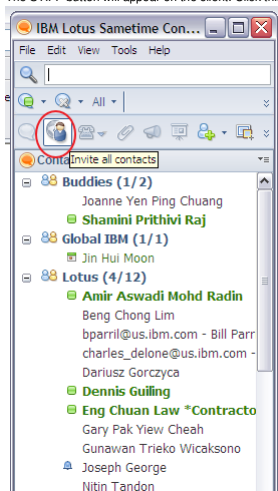 IBM Lotus Sametime Con...
File Edit View Tools Help
All
Conta
Invite all contacts
Buddies (1/2)
Joanne Yen Ping Chuang
Shamini Prithivi Raj
Global IBM (1/1)
Jin Hui Moon
Lotus (4/12)
Amir Aswadi Mohd Radin
Beng Chong Lim
bparril@us.ibm.com - Bill Parr
charles_delone@us.ibm.com -
Dariusz Gorczyca
Dennis Guiling
Eng Chuan Law *Contracto
Gary Pak Yiew Cheah
Gunawan Trieko Wicaksono
Joseph George
Nitin Tandon